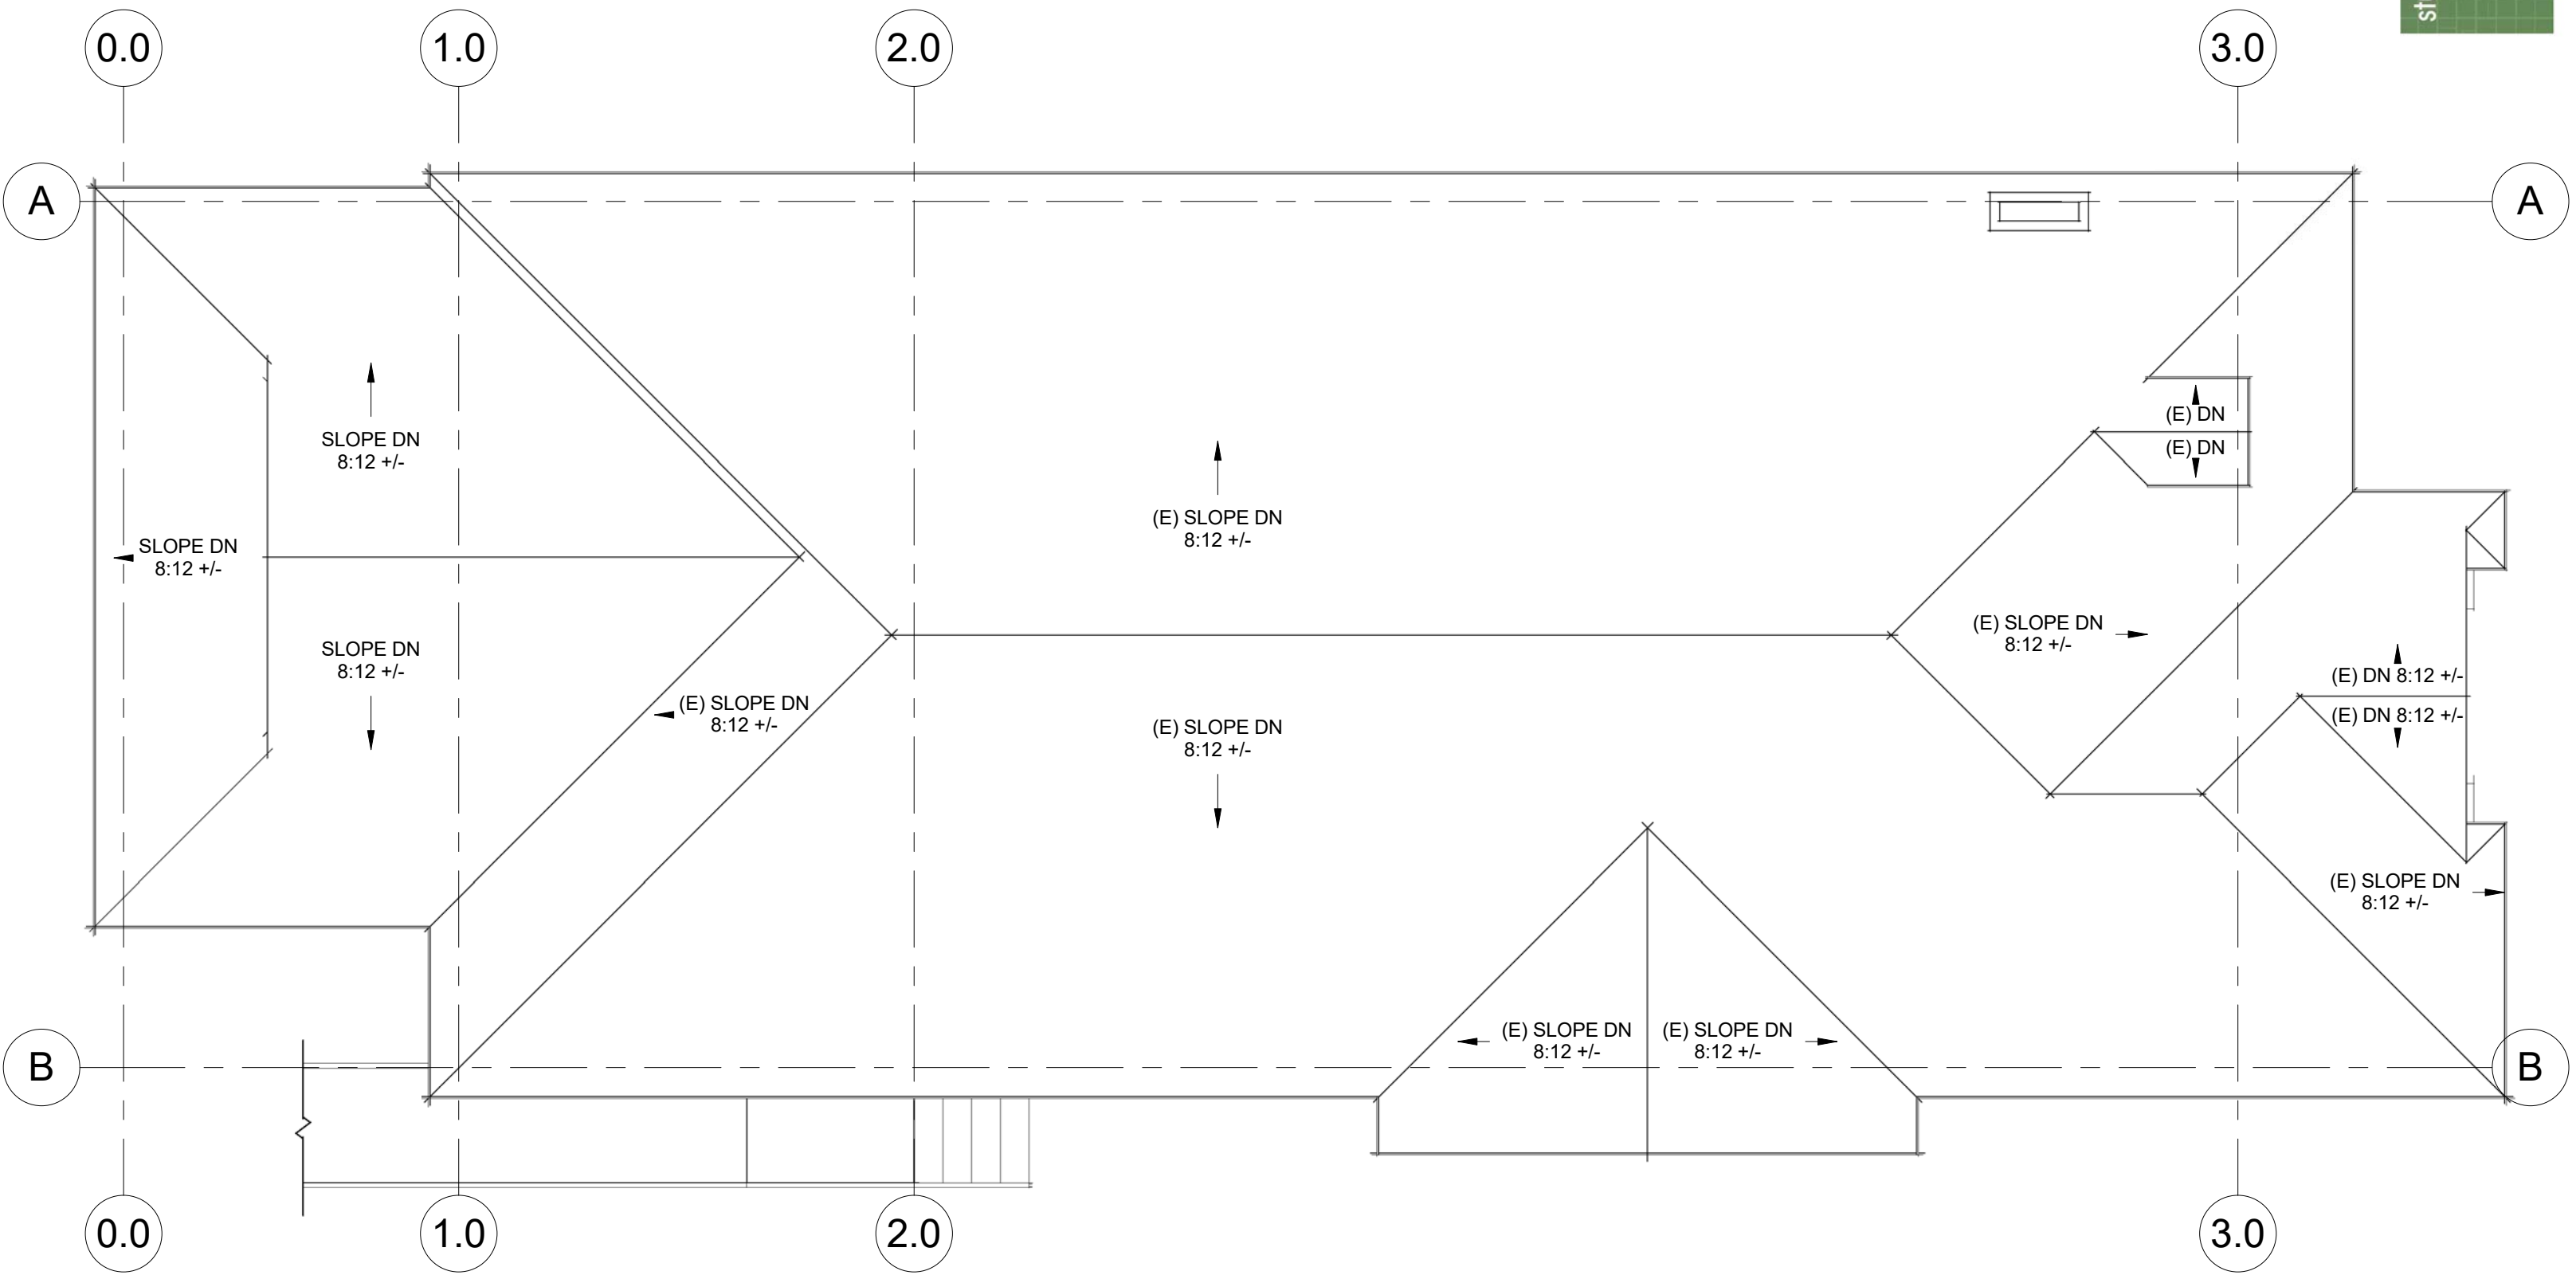 st
0.0
1.0
2.0
3.0
A
A
(E) DN
(E) DN
SLOPE DN
8:12 +/-
(E) SLOPE DN
8:12 +/-
SLOPE DN
8:12 +/-
(E) SLOPE DN
8:12 +/-
SLOPE DN
8:12 +/-
(E) DN 8:12 +/-
(E) DN 8:12 +/-
(E) SLOPE DN
8:12 +/-
(E) SLOPE DN
8:12 +/-
(E) SLOPE DN
8:12 +/-
(E) SLOPE DN
8:12 +/-
(E) SLOPE DN
8:12 +/-
B
B
0.0
1.0
2.0
3.0